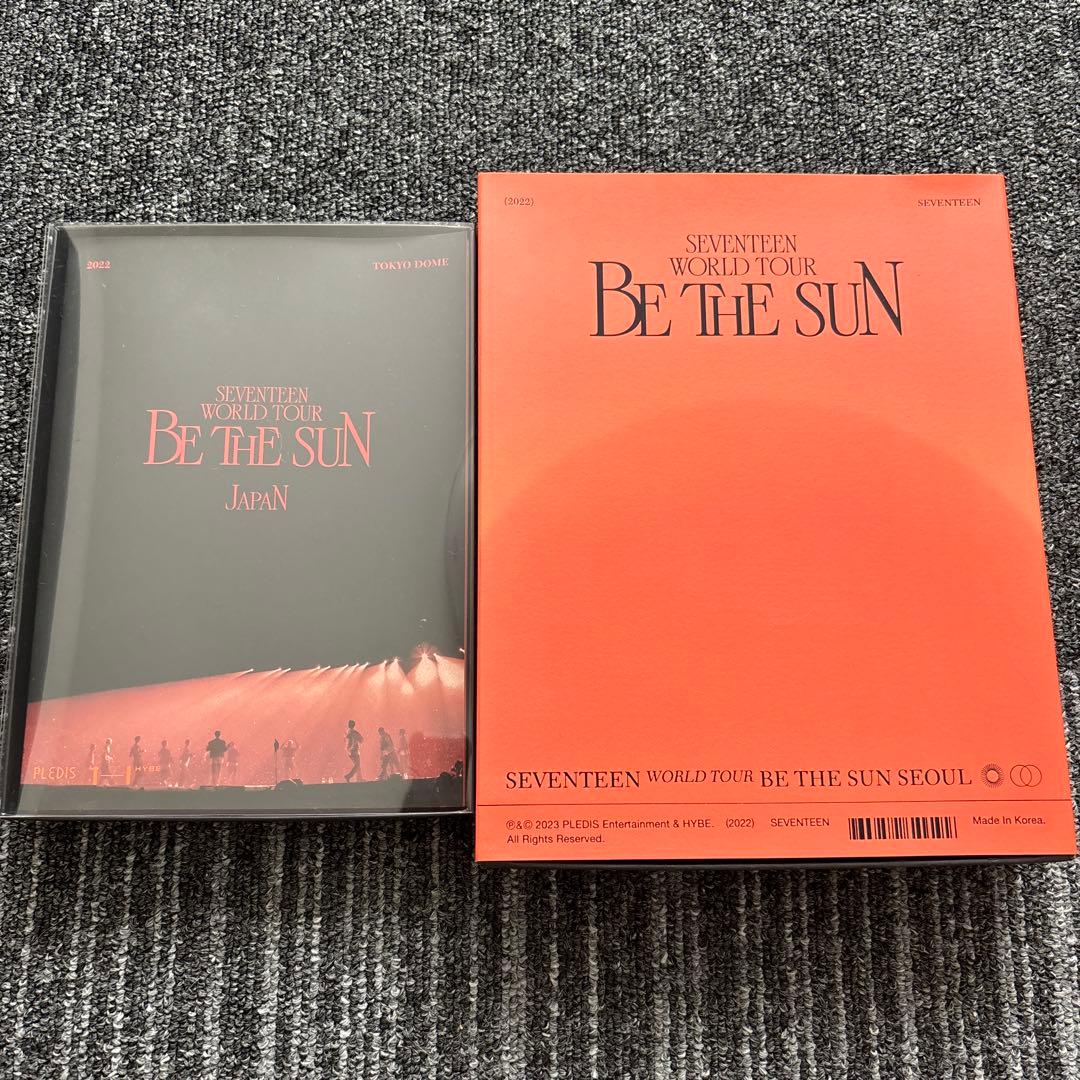 2022
TOKYO DOME
SEVENTEEN
WORLD TOUR
BE THE SUN
JAPAN
PLEDIS
HYBE
(2022)
SEVENTEEN
SEVENTEEN
WORLD TOUR
BE THE SUN
SEVENTEEN WORLD TOUR BE THE SUN SEOUL
℗&© 2023 PLEDIS Entertainment & HYBE. (2022) SEVENTEEN Made In Korea.
All Rights Reserved.